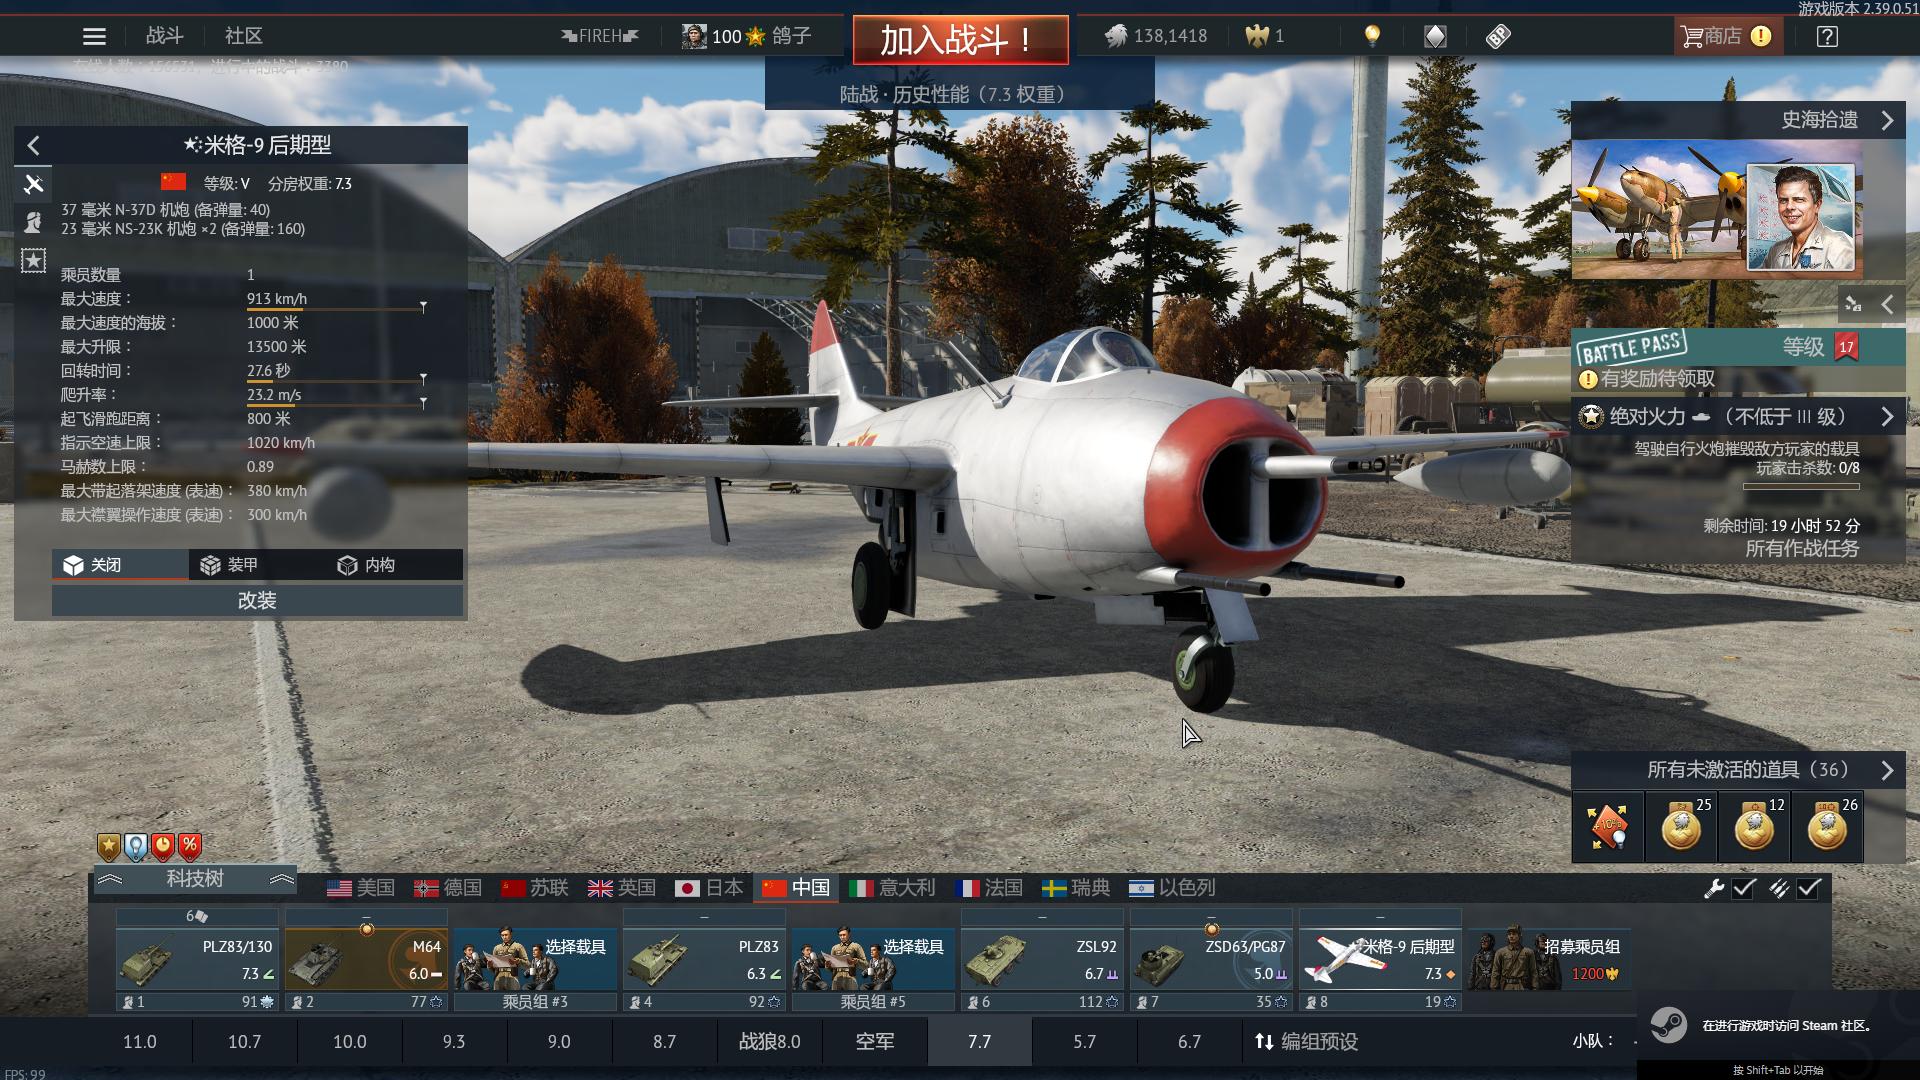 游戏版本 2.39.0.51
战斗 社区 FIREH 100 鸽子 加入战斗！ 138,1418 1 BP 商店 ?
在线人数：156531，进行中的战斗：3380
陆战 · 历史性能（7.3 权重）
米格-9 后期型
等级: V 分房权重: 7.3
37 毫米 N-37D 机炮 (备弹量: 40)
23 毫米 NS-23K 机炮 ×2 (备弹量: 160)
乘员数量 1
最大速度： 913 km/h
最大速度的海拔： 1000 米
最大升限： 13500 米
回转时间： 27.6 秒
爬升率： 23.2 m/s
起飞滑跑距离： 800 米
指示空速上限： 1020 km/h
马赫数上限： 0.89
最大带起落架速度 (表速)： 380 km/h
最大襟翼操作速度 (表速)： 300 km/h
关闭 装甲 内构
改装
史海拾遗
BATTLE PASS 等级 17
有奖励待领取
绝对火力 （不低于 III 级）
驾驶自行火炮摧毁敌方玩家的载具
玩家击杀数: 0/8
剩余时间: 19 小时 52 分
所有作战任务
所有未激活的道具（36）
+10% 25 12 26
%
科技树 美国 德国 苏联 英国 日本 中国 意大利 法国 瑞典 以色列
6 – – – – –
PLZ83/130 M64 选择载具 PLZ83 选择载具 ZSL92 ZSD63/PG87 米格-9 后期型 招募乘员组
7.3 6.0 6.3 6.7 5.0 7.3 1200
1 91 2 77 乘员组 #3 4 92 乘员组 #5 6 112 7 35 8 19
11.0 10.7 10.0 9.3 9.0 8.7 战狼8.0 空军 7.7 5.7 6.7 编组预设 小队：
在进行游戏时访问 Steam 社区。
按 Shift+Tab 以开始
FPS: 99